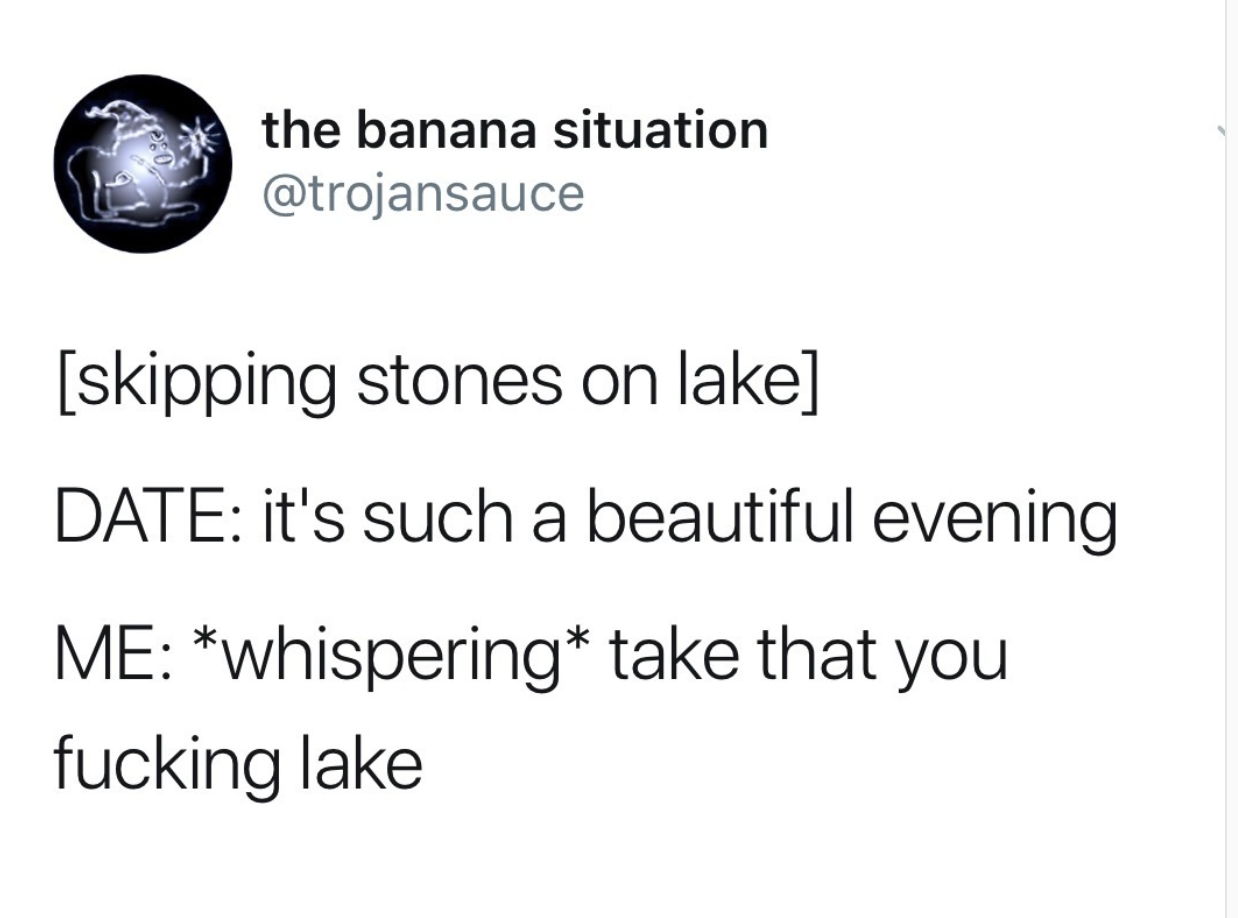 the banana situation
@trojansauce
[skipping stones on lake]
DATE: it's such a beautiful evening
ME: *whispering* take that you
fucking lake